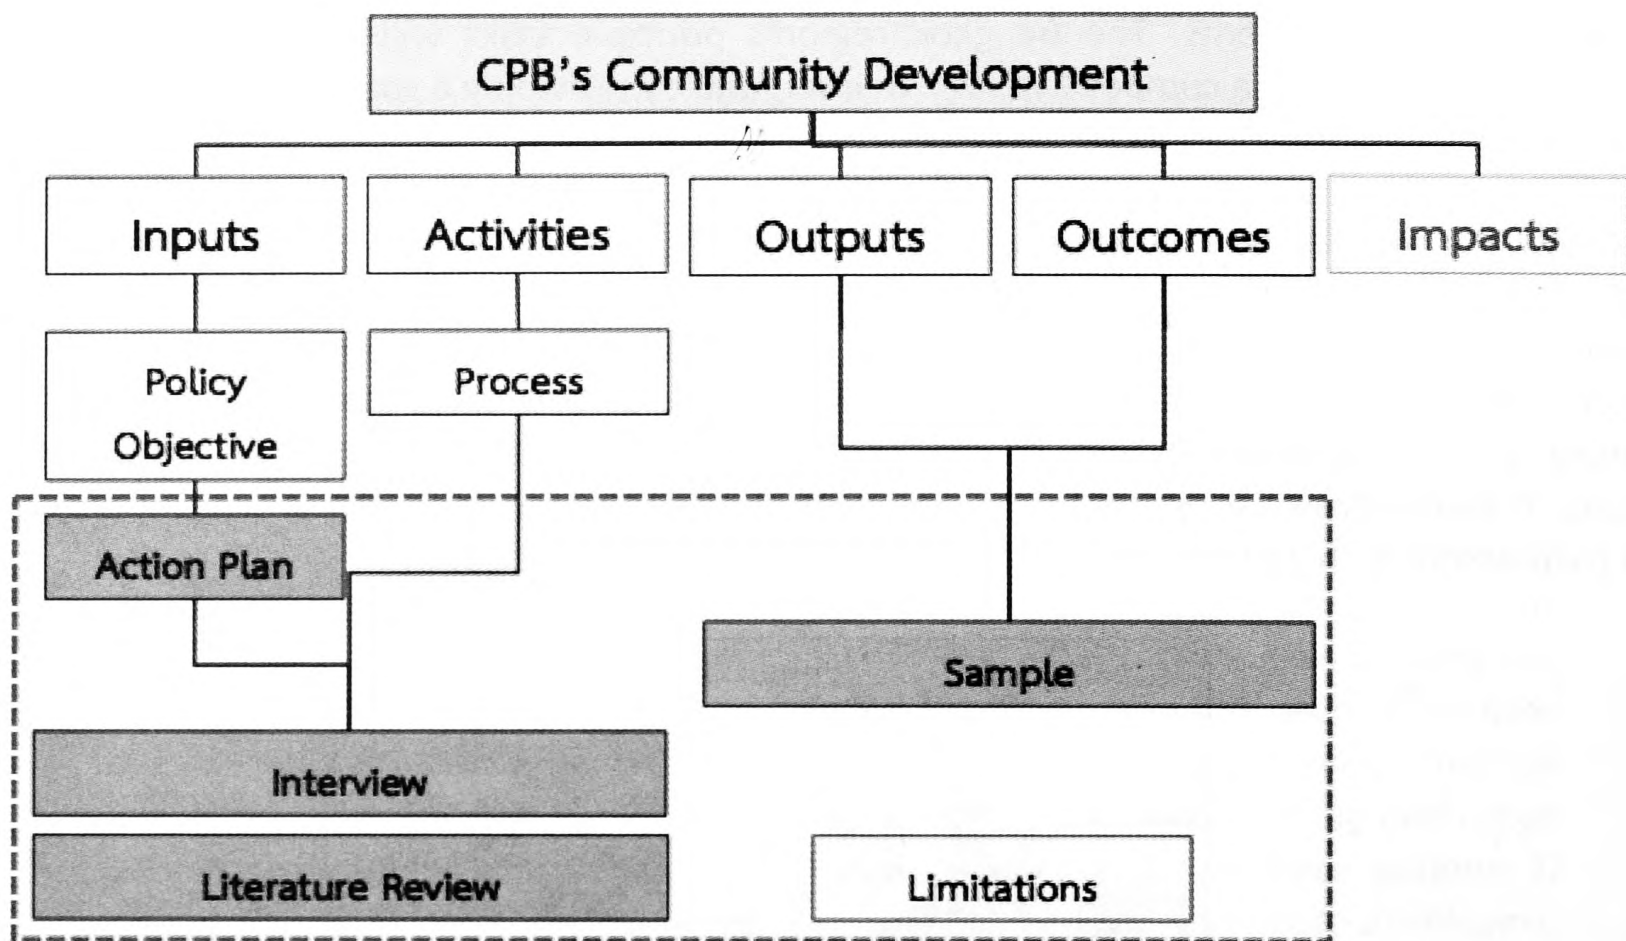 CPB's Community Development
Inputs
Activities
Outputs
Outcomes
Impacts
Policy
Objective
Process
Action Plan
Sample
Interview
Literature Review
Limitations